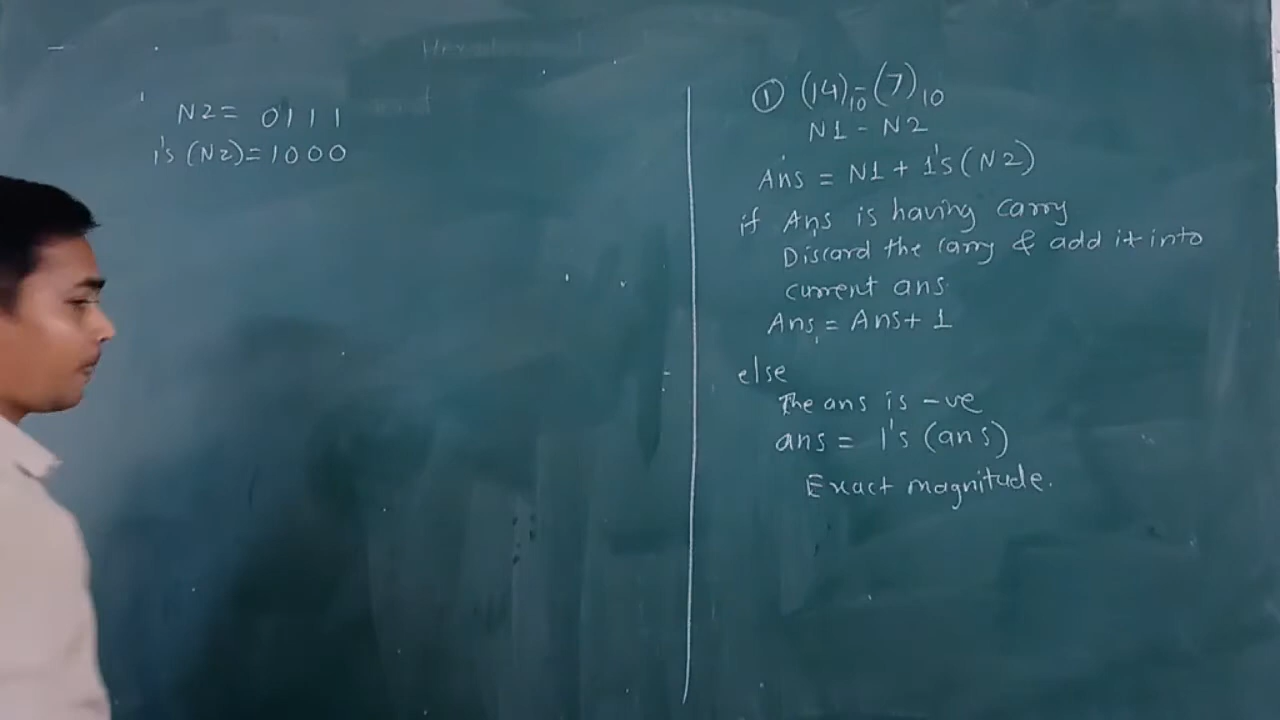 N2 = 0111
1's (N2) = 1000
① (14)10 - (7)10
N1 - N2
Ans = N1 + 1's (N2)
if Ans is having carry
Discard the carry & add it into
current ans.
Ans = Ans + 1
else
The ans is -ve
ans = 1's (ans)
Exact magnitude.